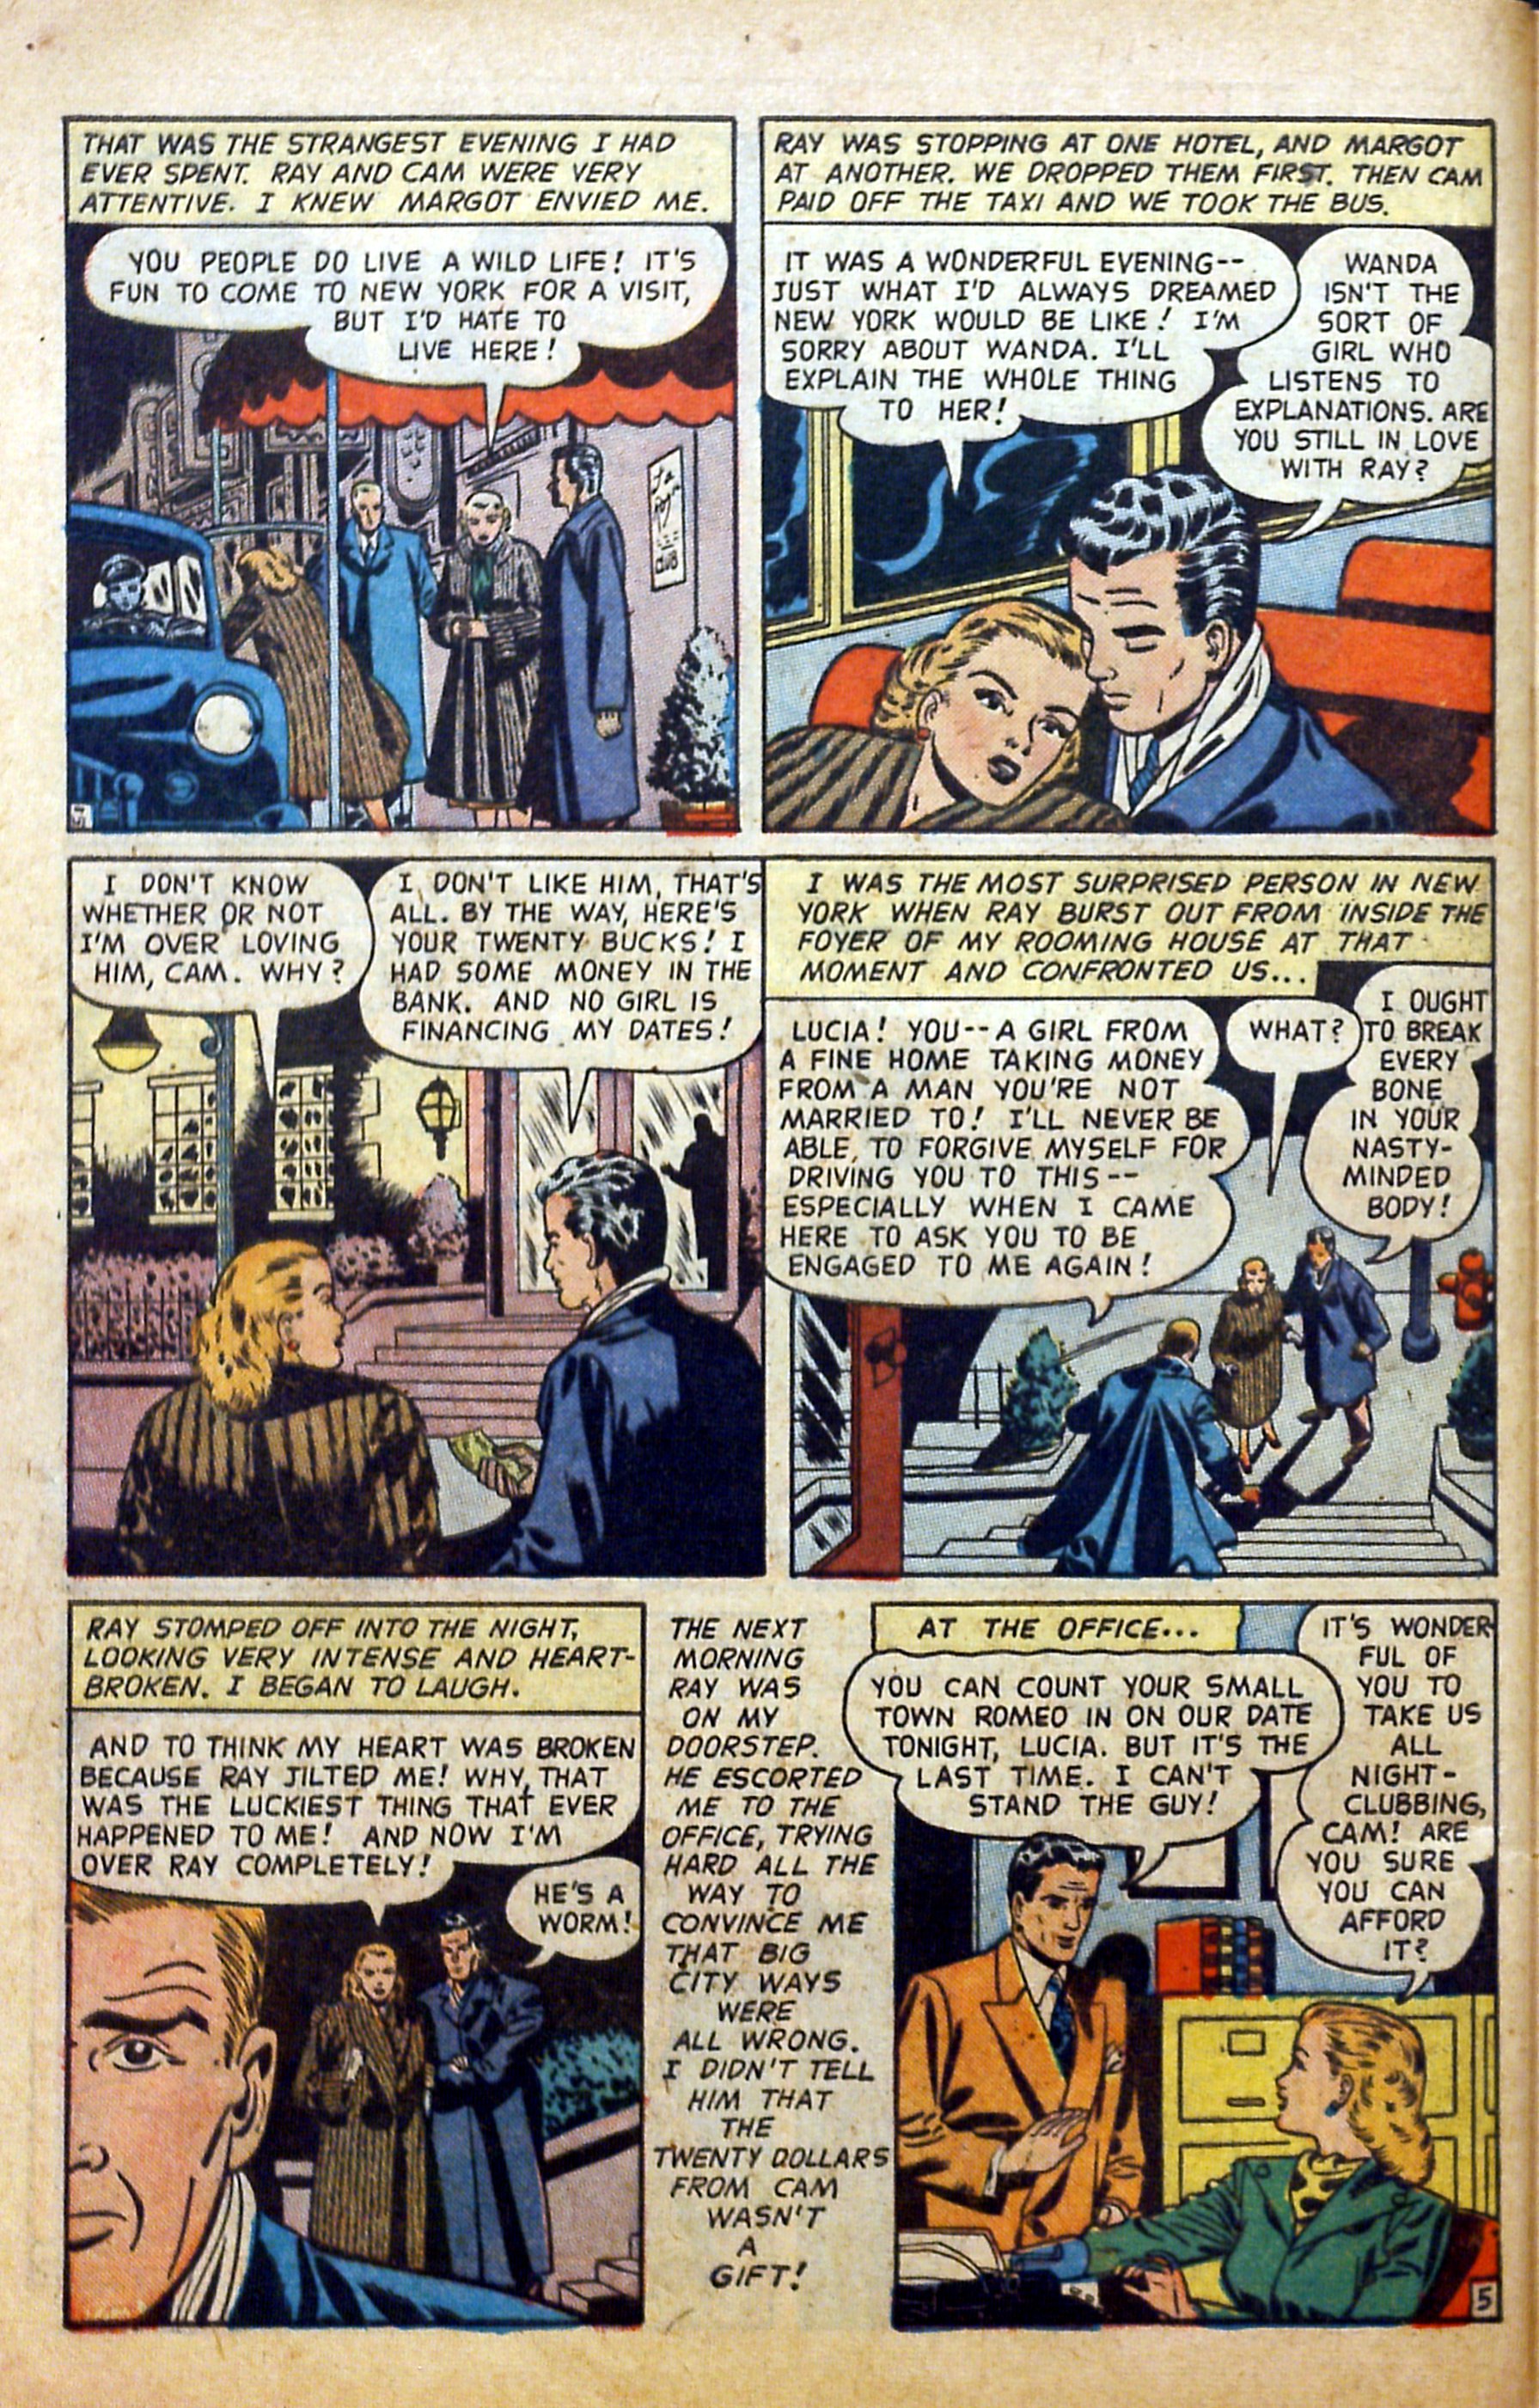 THAT WAS THE STRANGEST EVENING I HAD
EVER SPENT. RAY AND CAM WERE VERY
ATTENTIVE. I KNEW MARGOT ENVIED ME.
YOU PEOPLE DO LIVE A WILD LIFE! IT'S
FUN TO COME TO NEW YORK FOR A VISIT,
BUT I'D HATE TO
LIVE HERE!
CLUB
RAY WAS STOPPING AT ONE HOTEL, AND MARGOT
AT ANOTHER. WE DROPPED THEM FIRST. THEN CAM
PAID OFF THE TAXI AND WE TOOK THE BUS.
IT WAS A WONDERFUL EVENING--
JUST WHAT I'D ALWAYS DREAMED
NEW YORK WOULD BE LIKE! I'M
SORRY ABOUT WANDA. I'LL
EXPLAIN THE WHOLE THING
TO HER!
WANDA
ISN'T THE
SORT OF
GIRL WHO
LISTENS TO
EXPLANATIONS. ARE
YOU STILL IN LOVE
WITH RAY?
I DON'T KNOW
WHETHER OR NOT
I'M OVER LOVING
HIM, CAM. WHY?
I DON'T LIKE HIM, THAT'S
ALL. BY THE WAY, HERE'S
YOUR TWENTY BUCKS! I
HAD SOME MONEY IN THE
BANK. AND NO GIRL IS
FINANCING MY DATES!
I WAS THE MOST SURPRISED PERSON IN NEW
YORK WHEN RAY BURST OUT FROM INSIDE THE
FOYER OF MY ROOMING HOUSE AT THAT
MOMENT AND CONFRONTED US...
LUCIA! YOU--A GIRL FROM
A FINE HOME TAKING MONEY
FROM A MAN YOU'RE NOT
MARRIED TO! I'LL NEVER BE
ABLE, TO FORGIVE MYSELF FOR
DRIVING YOU TO THIS--
ESPECIALLY WHEN I CAME
HERE TO ASK YOU TO BE
ENGAGED TO ME AGAIN!
WHAT?
I OUGHT
TO BREAK
EVERY
BONE
IN YOUR
NASTY-
MINDED
BODY!
RAY STOMPED OFF INTO THE NIGHT,
LOOKING VERY INTENSE AND HEART-
BROKEN. I BEGAN TO LAUGH.
AND TO THINK MY HEART WAS BROKEN
BECAUSE RAY JILTED ME! WHY, THAT
WAS THE LUCKIEST THING THAT EVER
HAPPENED TO ME! AND NOW I'M
OVER RAY COMPLETELY!
HE'S A
WORM!
THE NEXT
MORNING
RAY WAS
ON MY
DOORSTEP.
HE ESCORTED
ME TO THE
OFFICE, TRYING
HARD ALL THE
WAY TO
CONVINCE ME
THAT BIG
CITY WAYS
WERE
ALL WRONG.
I DIDN'T TELL
HIM THAT
THE
TWENTY DOLLARS
FROM CAM
WASN'T
A
GIFT!
AT THE OFFICE...
YOU CAN COUNT YOUR SMALL
TOWN ROMEO IN ON OUR DATE
TONIGHT, LUCIA. BUT IT'S THE
LAST TIME. I CAN'T
STAND THE GUY!
IT'S WONDER-
FUL OF
YOU TO
TAKE US
ALL
NIGHT-
CLUBBING,
CAM! ARE
YOU SURE
YOU CAN
AFFORD
IT?
5